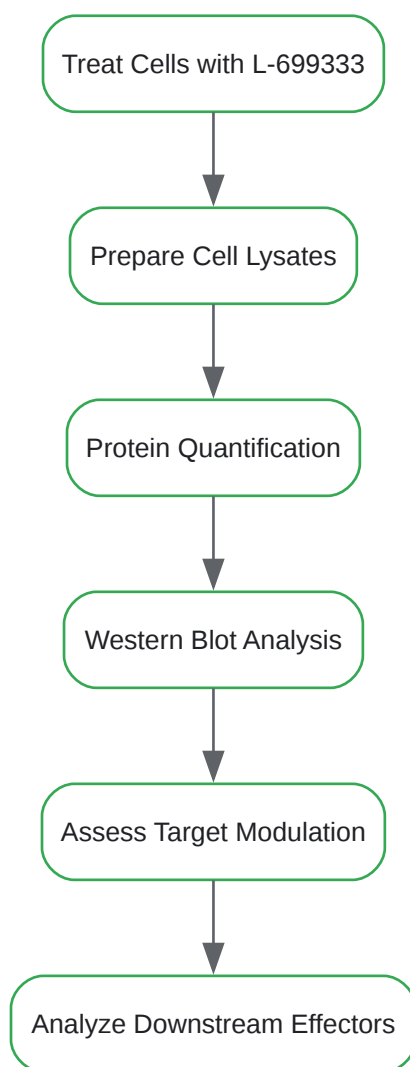 Treat Cells with L-699333
Prepare Cell Lysates
Protein Quantification
Western Blot Analysis
Assess Target Modulation
Analyze Downstream Effectors